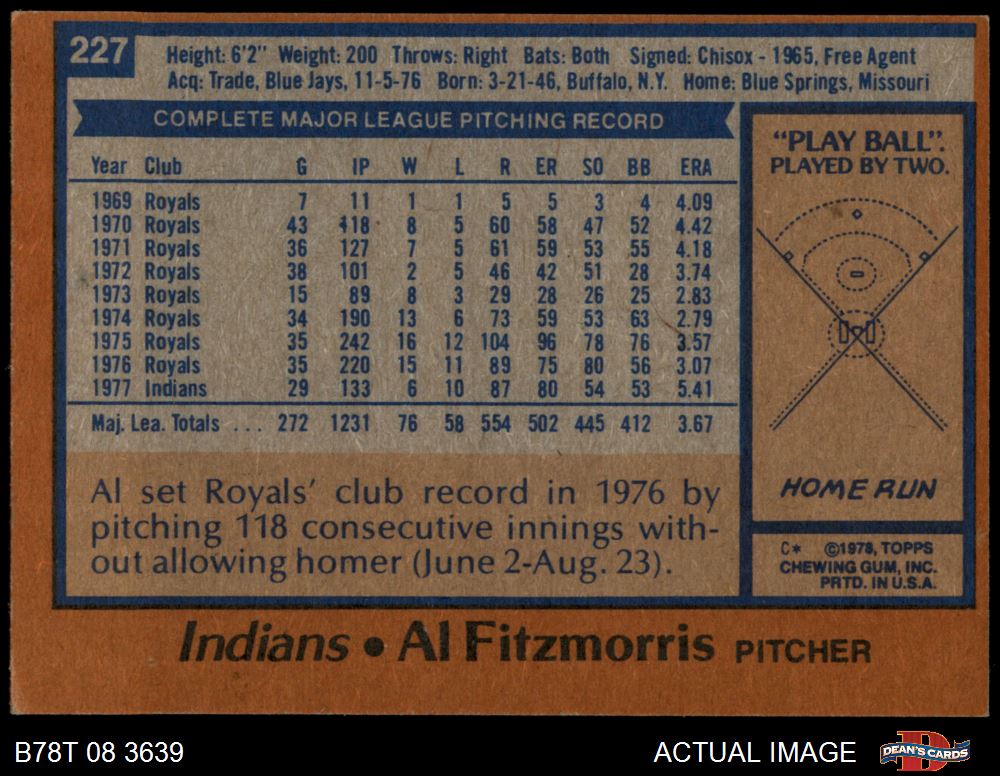 227
Height: 6'2" Weight: 200 Throws: Right Bats: Both Signed: Chisox - 1965, Free Agent
Acq: Trade, Blue Jays, 11-5-76 Born: 3-21-46, Buffalo, N.Y. Home: Blue Springs, Missouri
COMPLETE MAJOR LEAGUE PITCHING RECORD
Year Club G IP W L R ER SO BB ERA
1969 Royals 7 11 1 1 5 5 3 4 4.09
1970 Royals 43 118 8 5 60 58 47 52 4.42
1971 Royals 36 127 7 5 61 59 53 55 4.18
1972 Royals 38 101 2 5 46 42 51 28 3.74
1973 Royals 15 89 8 3 29 28 26 25 2.83
1974 Royals 34 190 13 6 73 59 53 63 2.79
1975 Royals 35 242 16 12 104 96 78 76 3.57
1976 Royals 35 220 15 11 89 75 80 56 3.07
1977 Indians 29 133 6 10 87 80 54 53 5.41
Maj. Lea. Totals ... 272 1231 76 58 554 502 445 412 3.67
Al set Royals' club record in 1976 by
pitching 118 consecutive innings with-
out allowing homer (June 2-Aug. 23).
"PLAY BALL".
PLAYED BY TWO.
HOME RUN
C* ©1978, TOPPS
CHEWING GUM, INC.
PRTD. IN U.S.A.
Indians • Al Fitzmorris PITCHER
B78T 08 3639
ACTUAL IMAGE
DEAN'S CARDS